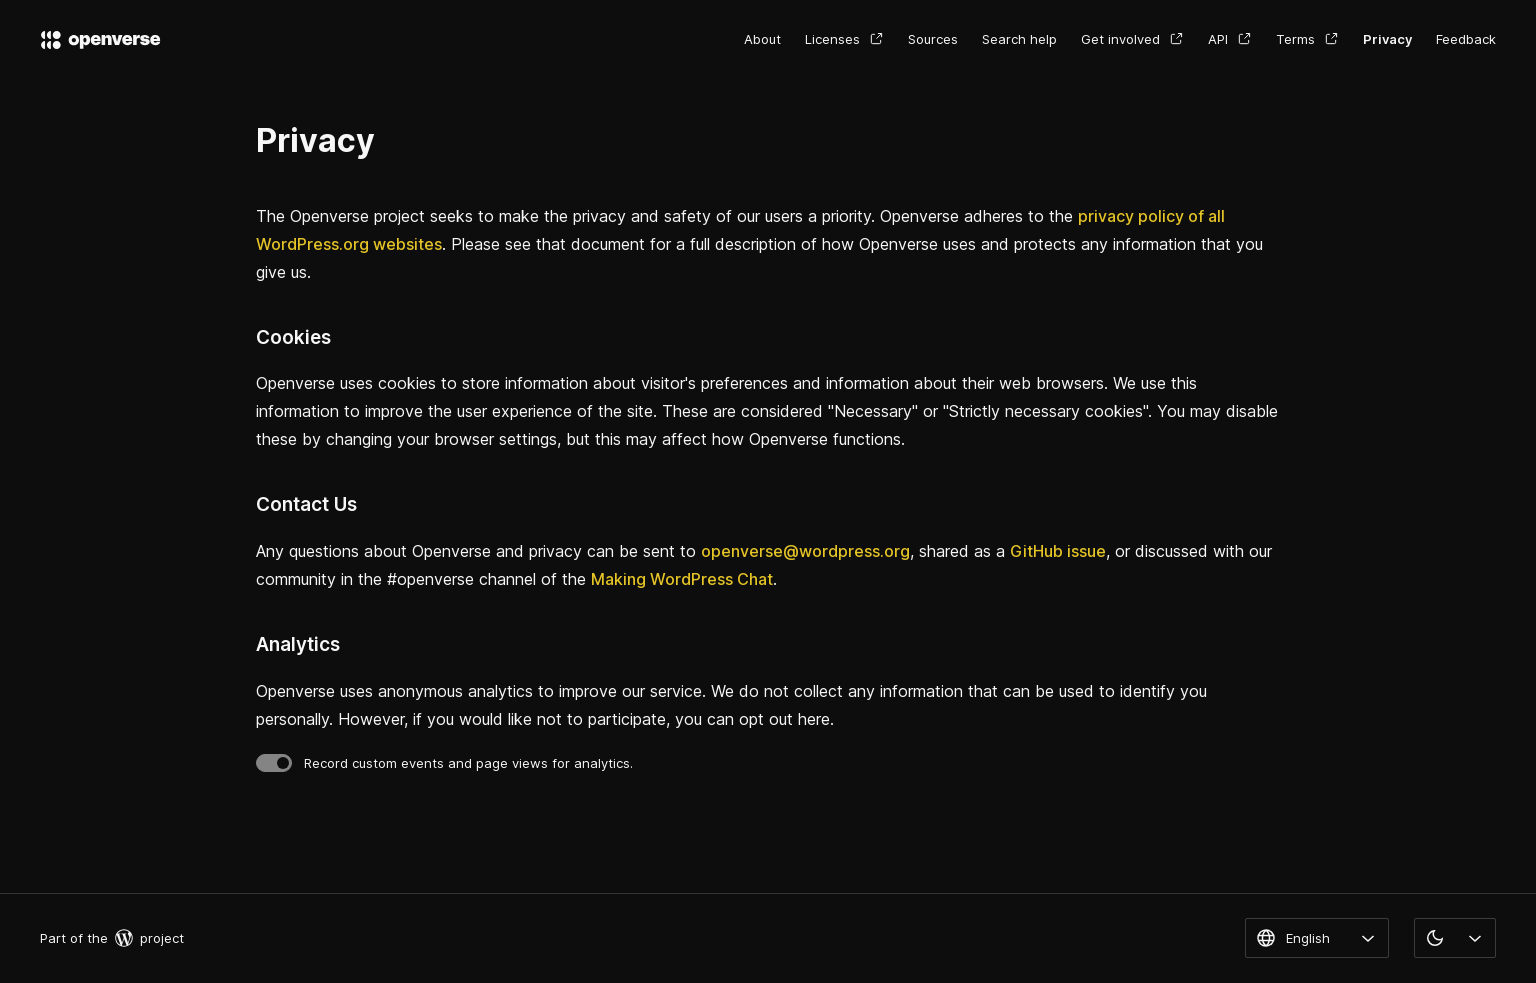 openverse
About Licenses Sources Search help Get involved API Terms Privacy Feedback
Privacy
The Openverse project seeks to make the privacy and safety of our users a priority. Openverse adheres to the privacy policy of all
WordPress.org websites. Please see that document for a full description of how Openverse uses and protects any information that you
give us.
Cookies
Openverse uses cookies to store information about visitor's preferences and information about their web browsers. We use this
information to improve the user experience of the site. These are considered "Necessary" or "Strictly necessary cookies". You may disable
these by changing your browser settings, but this may affect how Openverse functions.
Contact Us
Any questions about Openverse and privacy can be sent to openverse@wordpress.org, shared as a GitHub issue, or discussed with our
community in the #openverse channel of the Making WordPress Chat.
Analytics
Openverse uses anonymous analytics to improve our service. We do not collect any information that can be used to identify you
personally. However, if you would like not to participate, you can opt out here.
Record custom events and page views for analytics.
Part of the project
English